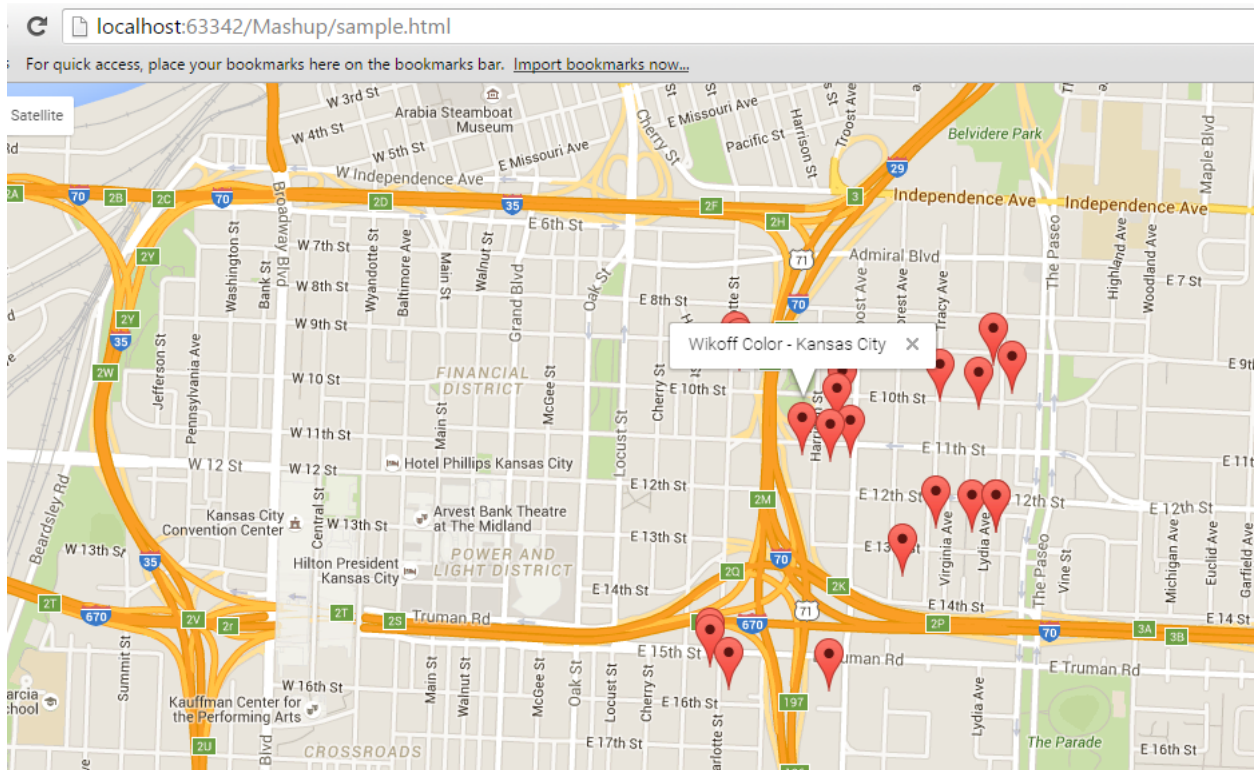 localhost:63342/Mashup/sample.html
For quick access, place your bookmarks here on the bookmarks bar. Import bookmarks now...
Satellite
W 3rd St
Arabia Steamboat
Museum
Cherry St
E Missouri Ave
Pacific St
Harrison St
Troost Ave
Belvidere Park
Maple Blvd
W 4th St
W 5th St
E Missouri Ave
W Independence Ave
29
2A
70
2B
2C
70
2D
35
2F
2H
3
Independence Ave
Independence Ave
Broadway Blvd
E 6th St
Washington St
Bank St
W 7th St
Wyandotte St
Baltimore Ave
Main St
Walnut St
Grand Blvd
Oak St
71
Admiral Blvd
The Paseo
Highland Ave
Woodland Ave
E 7 St
2Y
W 8th St
E 8th St
70
Tracy Ave
2Y
35
W 9th St
Wikoff Color - Kansas City
E 9th
2W
Jefferson St
Pennsylvania Ave
W 10 St
FINANCIAL
DISTRICT
McGee St
Cherry St
E 10th St
E 10th St
Main St
W 11th St
Locust St
Harrison St
E 11th St
E 11t
W 12 St
W 12 St
Hotel Phillips Kansas City
E 12th St
2M
E 12th St
12th St
E 12th St
Beardsley Rd
Kansas City
Convention Center
Central St
W 13th St
Arvest Bank Theatre
at The Midland
E 13th St
Virginia Ave
Lydia Ave
The Paseo
Vine St
Michigan Ave
Euclid Ave
Garfield Ave
W 13th St
35
Hilton President
Kansas City
POWER AND
LIGHT DISTRICT
E 14th St
2Q
70
2K
2T
670
2V
2r
2T
2S
Truman Rd
670
71
E 14th St
2P
70
3A
3B
E 14 St
E 15th St
Truman Rd
E Truman Rd
Summit St
W 16th St
Main St
Walnut St
McGee St
Oak St
Locust St
Cherry St
E 16th St
197
Lydia Ave
Kauffman Center for
the Performing Arts
2U
Blvd
CROSSROADS
E 17th St
The Parade
E 16th St